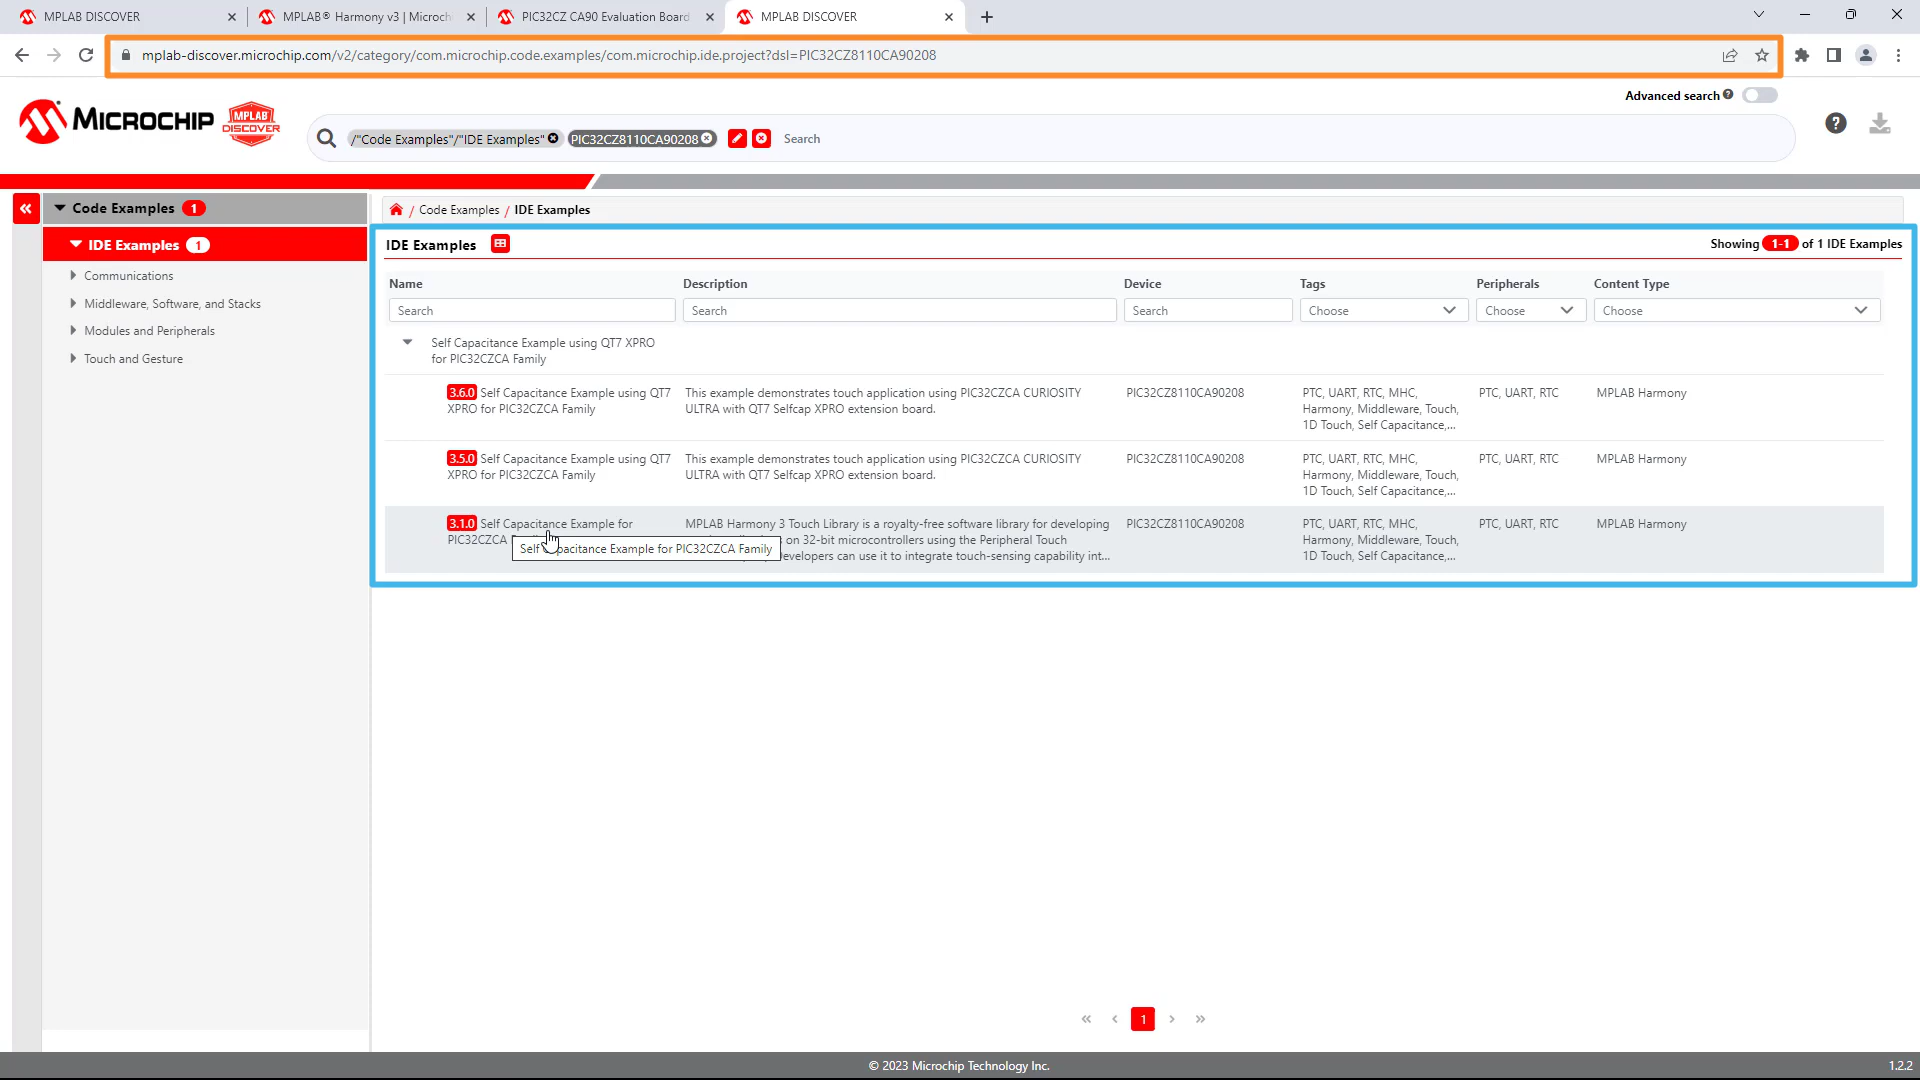 MPLAB DISCOVER
MPLAB® Harmony v3 | Microch
PIC32CZ CA90 Evaluation Board
MPLAB DISCOVER
mplab-discover.microchip.com/v2/category/com.microchip.code.examples/com.microchip.ide.project?dsl=PIC32CZ8110CA90208
Advanced search
MICROCHIP
MPLAB
DISCOVER
/"Code Examples"/"IDE Examples"
PIC32CZ8110CA90208
Search
Code Examples 1
IDE Examples 1
Communications
Middleware, Software, and Stacks
Modules and Peripherals
Touch and Gesture
/ Code Examples / IDE Examples
IDE Examples
Showing 1-1 of 1 IDE Examples
Name Description Device Tags Peripherals Content Type
Search Search Search Choose Choose Choose
Self Capacitance Example using QT7 XPRO
for PIC32CZCA Family
3.6.0 Self Capacitance Example using QT7
XPRO for PIC32CZCA Family
This example demonstrates touch application using PIC32CZCA CURIOSITY
ULTRA with QT7 Selfcap XPRO extension board.
PIC32CZ8110CA90208
PTC, UART, RTC, MHC,
Harmony, Middleware, Touch,
1D Touch, Self Capacitance,...
PTC, UART, RTC
MPLAB Harmony
3.5.0 Self Capacitance Example using QT7
XPRO for PIC32CZCA Family
This example demonstrates touch application using PIC32CZCA CURIOSITY
ULTRA with QT7 Selfcap XPRO extension board.
PIC32CZ8110CA90208
PTC, UART, RTC, MHC,
Harmony, Middleware, Touch,
1D Touch, Self Capacitance,...
PTC, UART, RTC
MPLAB Harmony
3.1.0 Self Capacitance Example for
PIC32CZCA
MPLAB Harmony 3 Touch Library is a royalty-free software library for developing
on 32-bit microcontrollers using the Peripheral Touch
evelopers can use it to integrate touch-sensing capability int...
PIC32CZ8110CA90208
PTC, UART, RTC, MHC,
Harmony, Middleware, Touch,
1D Touch, Self Capacitance,...
PTC, UART, RTC
MPLAB Harmony
Self Capacitance Example for PIC32CZCA Family
1
© 2023 Microchip Technology Inc.
1.2.2